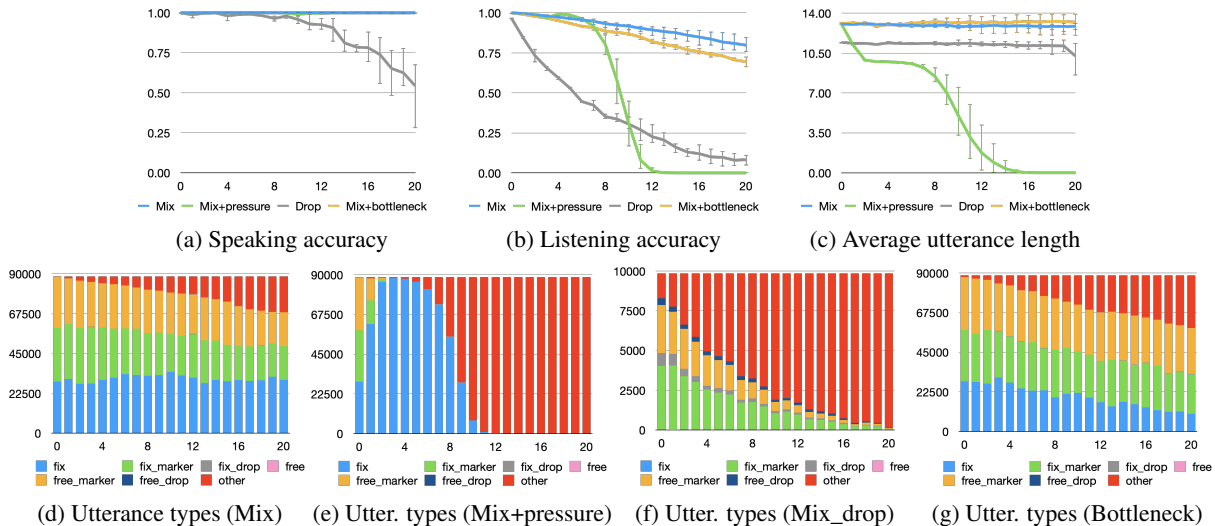 1.00
0.75
0.50
0.25
0.00
0 4 8 12 16 20
Mix Mix+pressure Drop Mix+bottleneck
(a) Speaking accuracy
1.00
0.75
0.50
0.25
0.00
0 4 8 12 16 20
Mix Mix+pressure Drop Mix+bottleneck
(b) Listening accuracy
14.00
10.50
7.00
3.50
0.00
0 4 8 12 16 20
Mix Mix+pressure Drop Mix+bottleneck
(c) Average utterance length
90000
67500
45000
22500
0
0 4 8 12 16 20
fix fix_marker fix_drop free
free_marker free_drop other
(d) Utterance types (Mix)
90000
67500
45000
22500
0
0 4 8 12 16 20
fix fix_marker fix_drop free
free_marker free_drop other
(e) Utter. types (Mix+pressure)
10000
7500
5000
2500
0
0 4 8 12 16 20
fix fix_marker fix_drop free
free_marker free_drop other
(f) Utter. types (Mix_drop)
90000
67500
45000
22500
0
0 4 8 12 16 20
fix fix_marker fix_drop free
free_marker free_drop other
(g) Utter. types (Bottleneck)